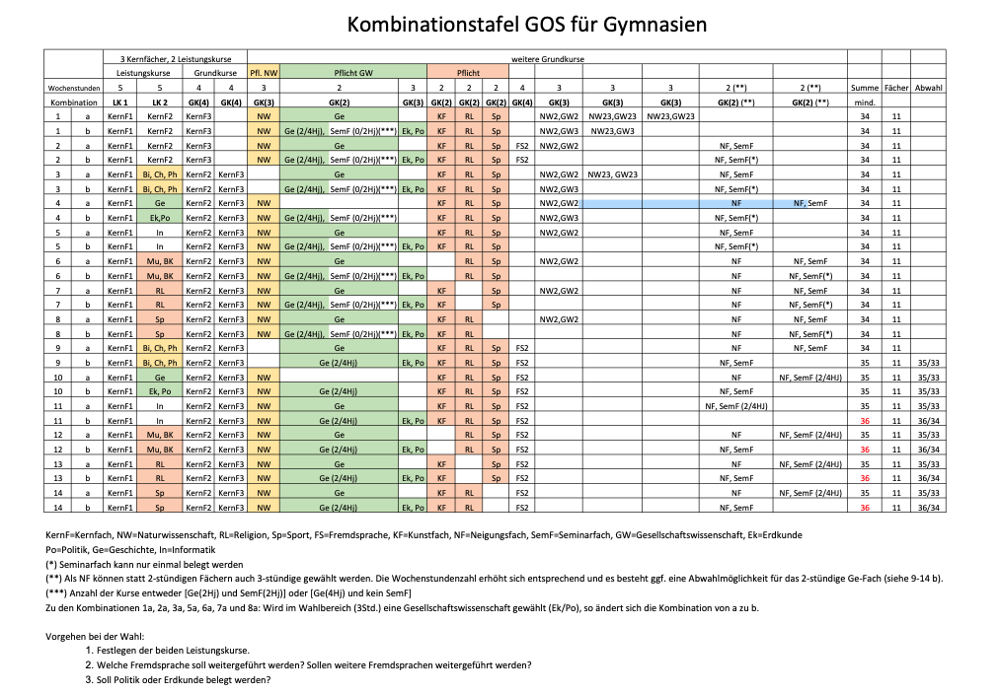 Kombinationstafel GOS für Gymnasien
3 Kernfächer, 2 Leistungskurse weitere Grundkurse
Leistungskurse Grundkurse Pfl. NW Pflicht GW Pflicht
Wochenstunden 5 5 4 4 3 2 3 2 2 2 4 3 3 3 2 (**) 2 (**) Summe Fächer Abwahl
Kombination LK 1 LK 2 GK(4) GK(4) GK(3) GK(2) GK(3) GK(2) GK(2) GK(2) GK(4) GK(3) GK(3) GK(3) GK(2) (**) GK(2) (**) mind.
1 a KernF1 KernF2 KernF3 NW Ge KF RL Sp NW2,GW2 NW23,GW23 NW23,GW23 34 11
1 b KernF1 KernF2 KernF3 NW Ge (2/4Hj), SemF (0/2Hj)(***) Ek, Po KF RL Sp NW2,GW3 NW23,GW3 34 11
2 a KernF1 KernF2 KernF3 NW Ge KF RL Sp FS2 NW2,GW2 NF, SemF 34 11
2 b KernF1 KernF2 KernF3 NW Ge (2/4Hj), SemF (0/2Hj)(***) Ek, Po KF RL Sp FS2 NF, SemF(*) 34 11
3 a KernF1 Bi, Ch, Ph KernF2 KernF3 Ge KF RL Sp NW2,GW2 NW23, GW23 NF, SemF 34 11
3 b KernF1 Bi, Ch, Ph KernF2 KernF3 Ge (2/4Hj), SemF (0/2Hj)(***) Ek, Po KF RL Sp NW2,GW3 NF, SemF(*) 34 11
4 a KernF1 Ge KernF2 KernF3 NW KF RL Sp NW2,GW2 NF NF, SemF 34 11
4 b KernF1 Ek,Po KernF2 KernF3 NW Ge (2/4Hj), SemF (0/2Hj)(***) KF RL Sp NW2,GW3 NF, SemF(*) 34 11
5 a KernF1 In KernF2 KernF3 NW Ge KF RL Sp NW2,GW2 NF, SemF 34 11
5 b KernF1 In KernF2 KernF3 NW Ge (2/4Hj), SemF (0/2Hj)(***) Ek, Po KF RL Sp NF, SemF(*) 34 11
6 a KernF1 Mu, BK KernF2 KernF3 NW Ge RL Sp NW2,GW2 NF NF, SemF 34 11
6 b KernF1 Mu, BK KernF2 KernF3 NW Ge (2/4Hj), SemF (0/2Hj)(***) Ek, Po RL Sp NF NF, SemF(*) 34 11
7 a KernF1 RL KernF2 KernF3 NW Ge KF Sp NW2,GW2 NF NF, SemF 34 11
7 b KernF1 RL KernF2 KernF3 NW Ge (2/4Hj), SemF (0/2Hj)(***) Ek, Po KF Sp NF NF, SemF(*) 34 11
8 a KernF1 Sp KernF2 KernF3 NW Ge KF RL NW2,GW2 NF NF, SemF 34 11
8 b KernF1 Sp KernF2 KernF3 NW Ge (2/4Hj), SemF (0/2Hj)(***) Ek, Po KF RL NF NF, SemF(*) 34 11
9 a KernF1 Bi, Ch, Ph KernF2 KernF3 Ge KF RL Sp FS2 NF NF, SemF 34 11
9 b KernF1 Bi, Ch, Ph KernF2 KernF3 Ge (2/4Hj) Ek, Po KF RL Sp FS2 NF, SemF 35 11 35/33
10 a KernF1 Ge KernF2 KernF3 NW KF RL Sp FS2 NF NF, SemF (2/4HJ) 35 11 35/33
10 b KernF1 Ek, Po KernF2 KernF3 NW Ge (2/4Hj) KF RL Sp FS2 NF, SemF 35 11 35/33
11 a KernF1 In KernF2 KernF3 NW Ge KF RL Sp FS2 NF, SemF (2/4HJ) 35 11 35/33
11 b KernF1 In KernF2 KernF3 NW Ge (2/4Hj) Ek, Po KF RL Sp FS2 36 11 36/34
12 a KernF1 Mu, BK KernF2 KernF3 NW Ge RL Sp FS2 NF NF, SemF (2/4HJ) 35 11 35/33
12 b KernF1 Mu, BK KernF2 KernF3 NW Ge (2/4Hj) Ek, Po RL Sp FS2 NF, SemF 36 11 36/34
13 a KernF1 RL KernF2 KernF3 NW Ge KF Sp FS2 NF NF, SemF (2/4HJ) 35 11 35/33
13 b KernF1 RL KernF2 KernF3 NW Ge (2/4Hj) Ek, Po KF Sp FS2 NF, SemF 36 11 36/34
14 a KernF1 Sp KernF2 KernF3 NW Ge KF RL FS2 NF NF, SemF (2/4HJ) 35 11 35/33
14 b KernF1 Sp KernF2 KernF3 NW Ge (2/4Hj) Ek, Po KF RL FS2 NF, SemF 36 11 36/34
KernF=Kernfach, NW=Naturwissenschaft, RL=Religion, Sp=Sport, FS=Fremdsprache, KF=Kunstfach, NF=Neigungsfach, SemF=Seminarfach, GW=Gesellschaftswissenschaft, Ek=Erdkunde
Po=Politik, Ge=Geschichte, In=Informatik
(*) Seminarfach kann nur einmal belegt werden
(**) Als NF können statt 2-stündigen Fächern auch 3-stündige gewählt werden. Die Wochenstundenzahl erhöht sich entsprechend und es besteht ggf. eine Abwahlmöglichkeit für das 2-stündige Ge-Fach (siehe 9-14 b).
(***) Anzahl der Kurse entweder [Ge(2Hj) und SemF(2Hj)] oder [Ge(4Hj) und kein SemF]
Zu den Kombinationen 1a, 2a, 3a, 5a, 6a, 7a und 8a: Wird im Wahlbereich (3Std.) eine Gesellschaftswissenschaft gewählt (Ek/Po), so ändert sich die Kombination von a zu b.
Vorgehen bei der Wahl:
1. Festlegen der beiden Leistungskurse.
2. Welche Fremdsprache soll weitergeführt werden? Sollen weitere Fremdsprachen weitergeführt werden?
3. Soll Politik oder Erdkunde belegt werden?